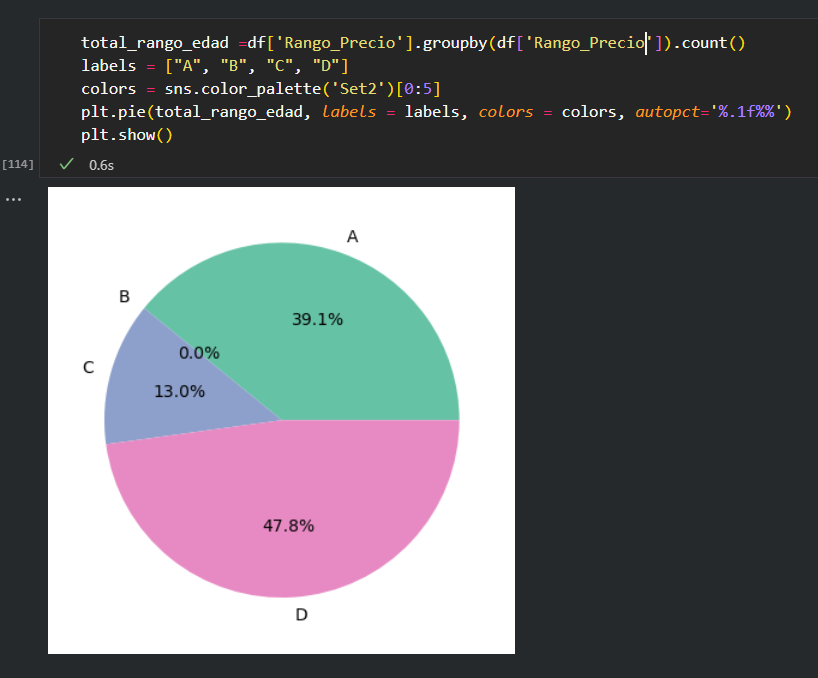 total_rango_edad =df['Rango_Precio'].groupby(df['Rango_Precio']).count()
labels = ["A", "B", "C", "D"]
colors = sns.color_palette('Set2')[0:5]
plt.pie(total_rango_edad, labels = labels, colors = colors, autopct='%.1f%%')
plt.show()
[114]
0.6s
...
A
B
39.1%
0.0%
C
13.0%
47.8%
D